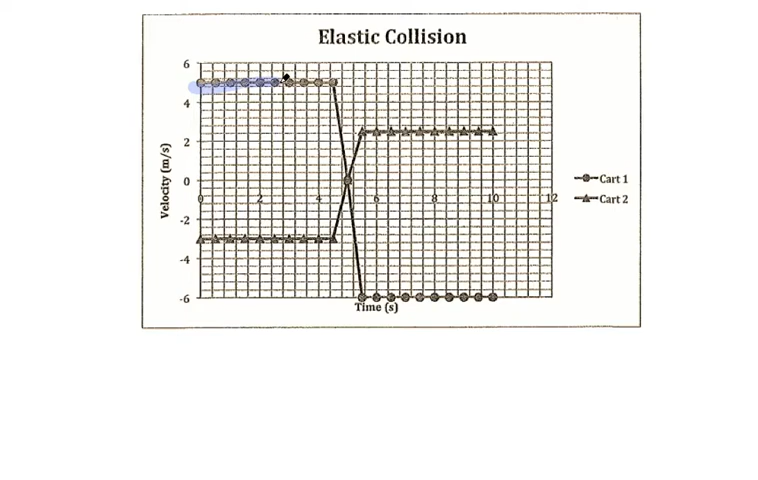 Elastic Collision
6
4
2
0
-2
-4
-6
0 2 4 6 8 10 12
Velocity (m/s)
Time (s)
Cart 1
Cart 2